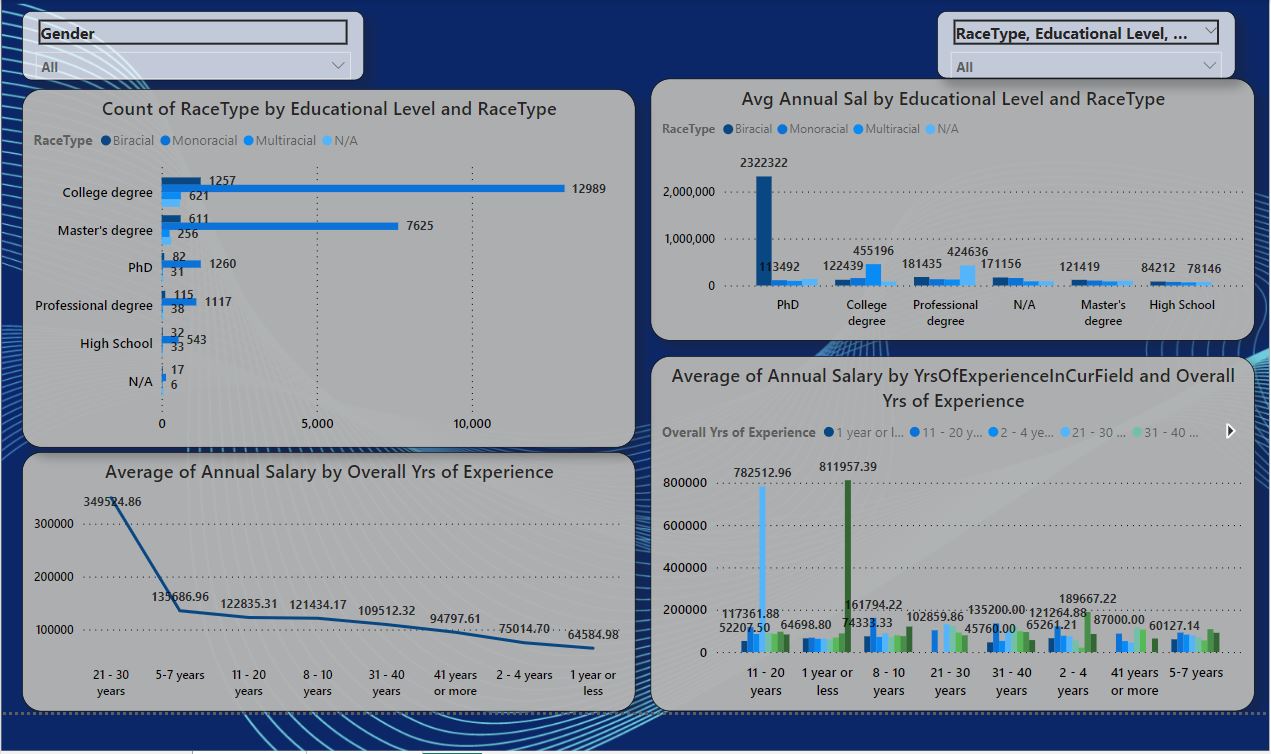 Gender
All
RaceType, Educational Level, ...
All
Count of RaceType by Educational Level and RaceType
RaceType Biracial Monoracial Multiracial N/A
College degree
1257
12989
621
Master's degree
611
7625
256
PhD
82
1260
31
Professional degree
115
1117
38
High School
32
543
33
N/A
17
6
0 5,000 10,000
Avg Annual Sal by Educational Level and RaceType
RaceType Biracial Monoracial Multiracial N/A
2322322
2,000,000
1,000,000
0
113492 122439 455196 181435 424636 171156 121419 84212 78146
PhD
College
degree
Professional
degree
N/A
Master's
degree
High School
Average of Annual Salary by Overall Yrs of Experience
300000
200000
100000
349524.86
135686.96 122835.31 121434.17 109512.32 94797.61 75014.70 64584.98
21 - 30
years
5-7 years
11 - 20
years
8 - 10
years
31 - 40
years
41 years
or more
2 - 4 years
1 year or
less
Average of Annual Salary by YrsOfExperienceInCurField and Overall
Yrs of Experience
Overall Yrs of Experience 1 year or l... 11 - 20 y... 2 - 4 ye... 21 - 30 ... 31 - 40 ...
800000
600000
400000
200000
0
782512.96 811957.39
52207.50 117361.88 64698.80 74333.33 161794.22 102859.86 45760.00 135200.00 65261.21 121264.88 189667.22 87000.00 60127.14
11 - 20
years
1 year or
less
8 - 10
years
21 - 30
years
31 - 40
years
2 - 4
years
41 years
or more
5-7 years